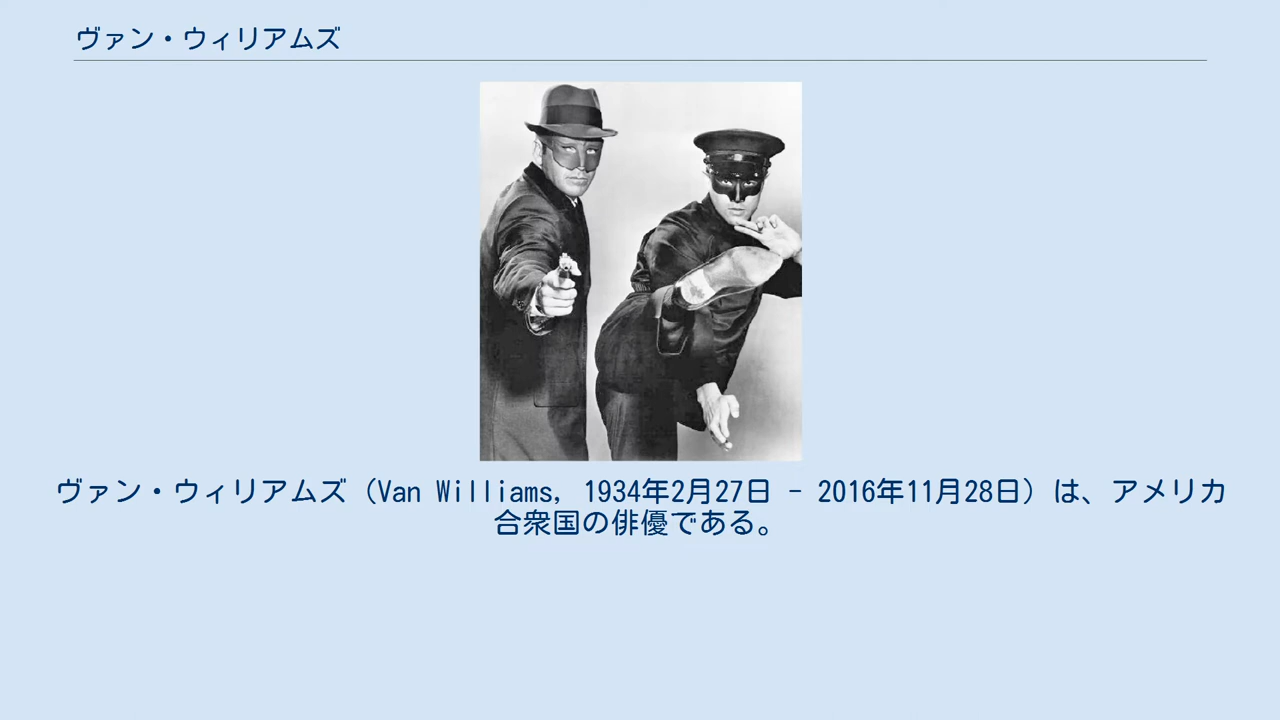 ヴァン・ウィリアムズ
ヴァン・ウィリアムズ（Van Williams, 1934年2月27日 - 2016年11月28日）は、アメリカ
合衆国の俳優である。